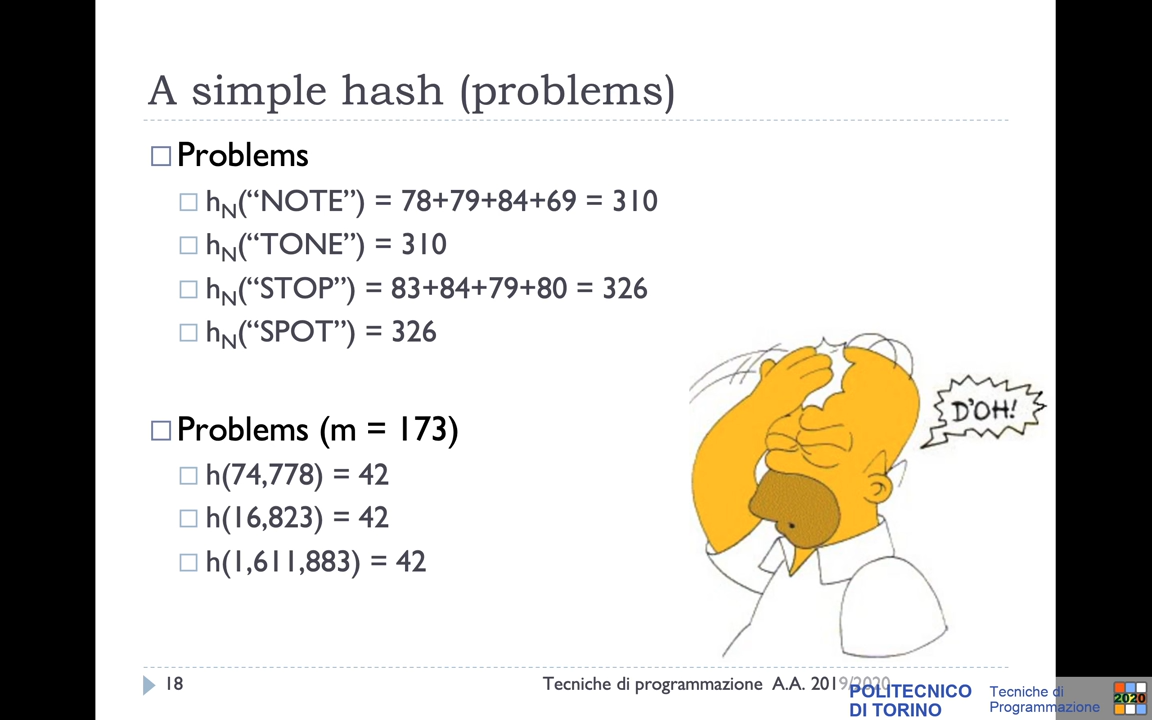 A simple hash (problems)
Problems
hN(“NOTE”) = 78+79+84+69 = 310
hN(“TONE”) = 310
hN(“STOP”) = 83+84+79+80 = 326
hN(“SPOT”) = 326
D'OH!
Problems (m = 173)
h(74,778) = 42
h(16,823) = 42
h(1,611,883) = 42
18
Tecniche di programmazione A.A. 2019/2020
POLITECNICO
DI TORINO
Tecniche di
Programmazione
2020